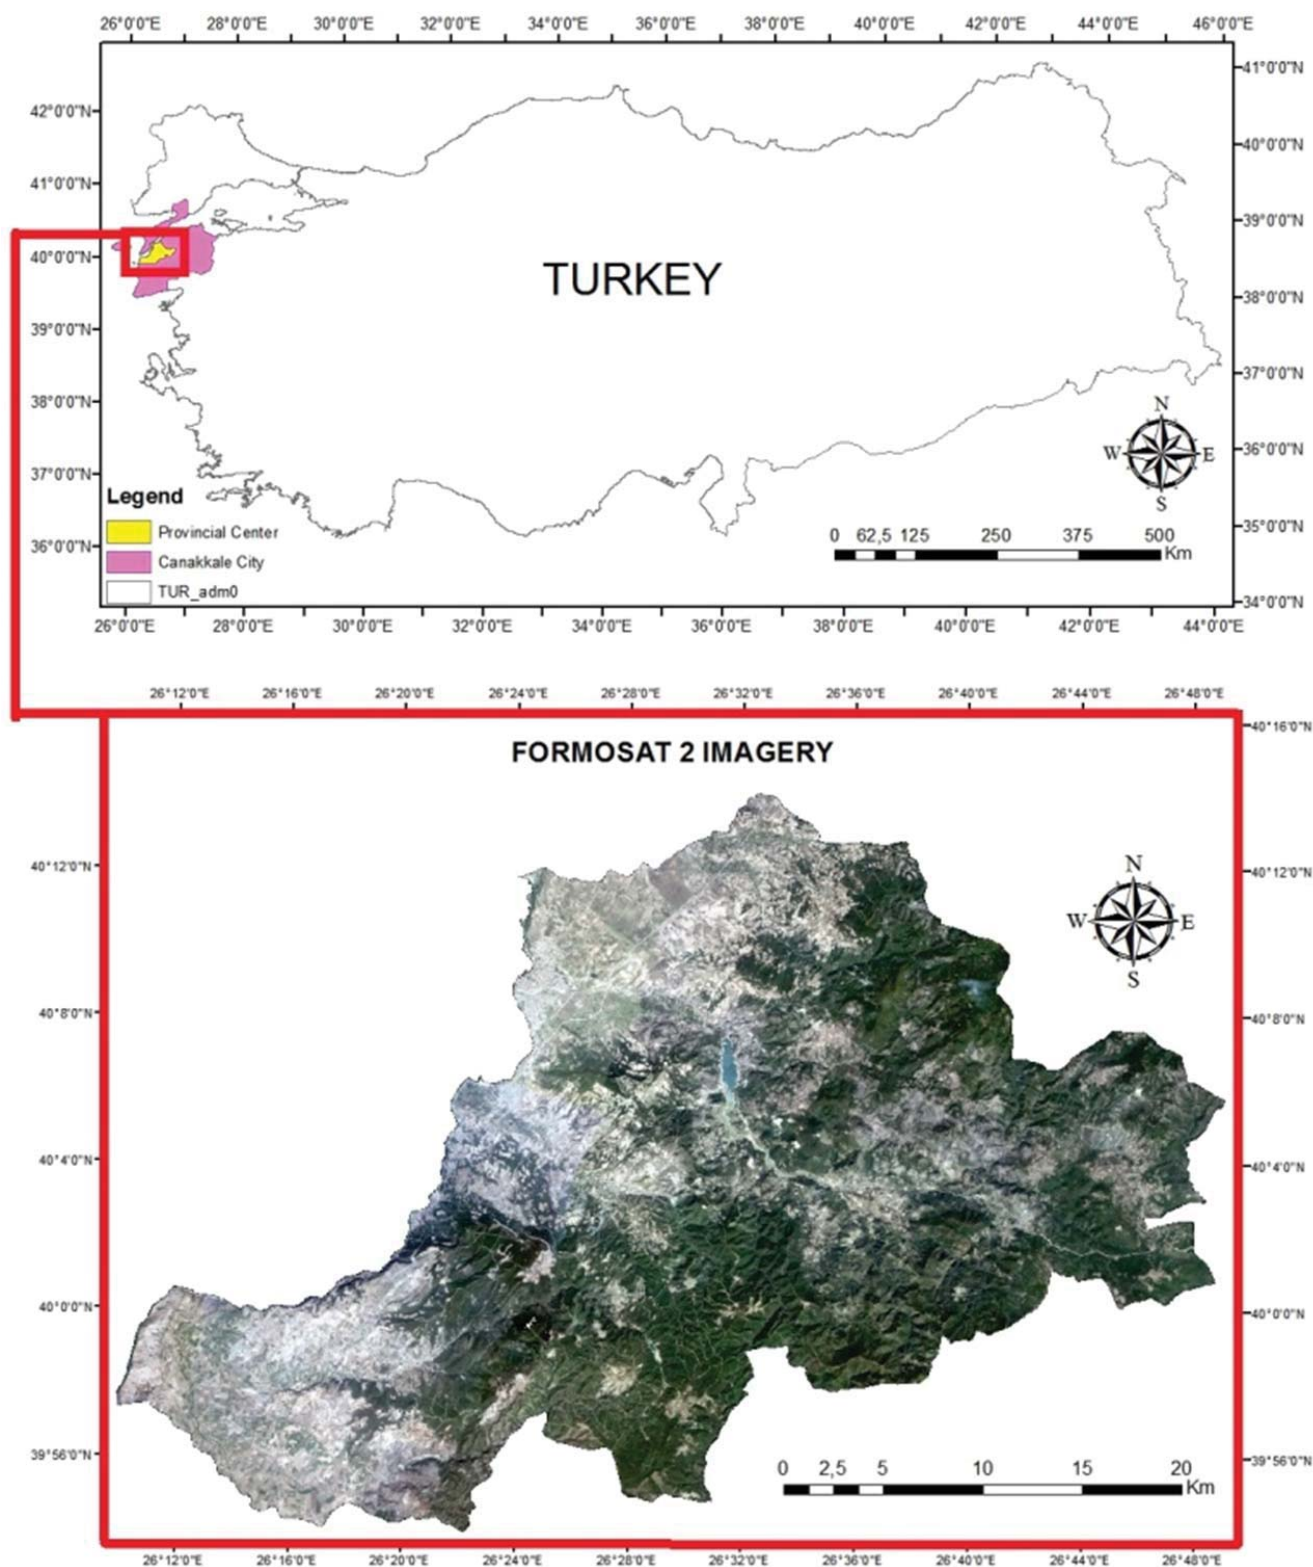 26°0'0"E 28°0'0"E 30°0'0"E 32°0'0"E 34°0'0"E 36°0'0"E 38°0'0"E 40°0'0"E 42°0'0"E 44°0'0"E 46°0'0"E
42°0'0"N
41°0'0"N
40°0'0"N
39°0'0"N
38°0'0"N
37°0'0"N
36°0'0"N
41°0'0"N
40°0'0"N
39°0'0"N
38°0'0"N
37°0'0"N
36°0'0"N
35°0'0"N
34°0'0"N
TURKEY
N
W E
S
Legend
Provincial Center
Canakkale City
TUR_adm0
0 62,5 125 250 375 500
Km
26°0'0"E 28°0'0"E 30°0'0"E 32°0'0"E 34°0'0"E 36°0'0"E 38°0'0"E 40°0'0"E 42°0'0"E 44°0'0"E
26°12'0"E 26°16'0"E 26°20'0"E 26°24'0"E 26°28'0"E 26°32'0"E 26°36'0"E 26°40'0"E 26°44'0"E 26°48'0"E
FORMOSAT 2 IMAGERY
40°12'0"N
40°8'0"N
40°4'0"N
40°0'0"N
39°56'0"N
40°16'0"N
40°12'0"N
40°8'0"N
40°4'0"N
40°0'0"N
39°56'0"N
N
W E
S
0 2,5 5 10 15 20
Km
26°12'0"E 26°16'0"E 26°20'0"E 26°24'0"E 26°28'0"E 26°32'0"E 26°36'0"E 26°40'0"E 26°44'0"E 26°48'0"E